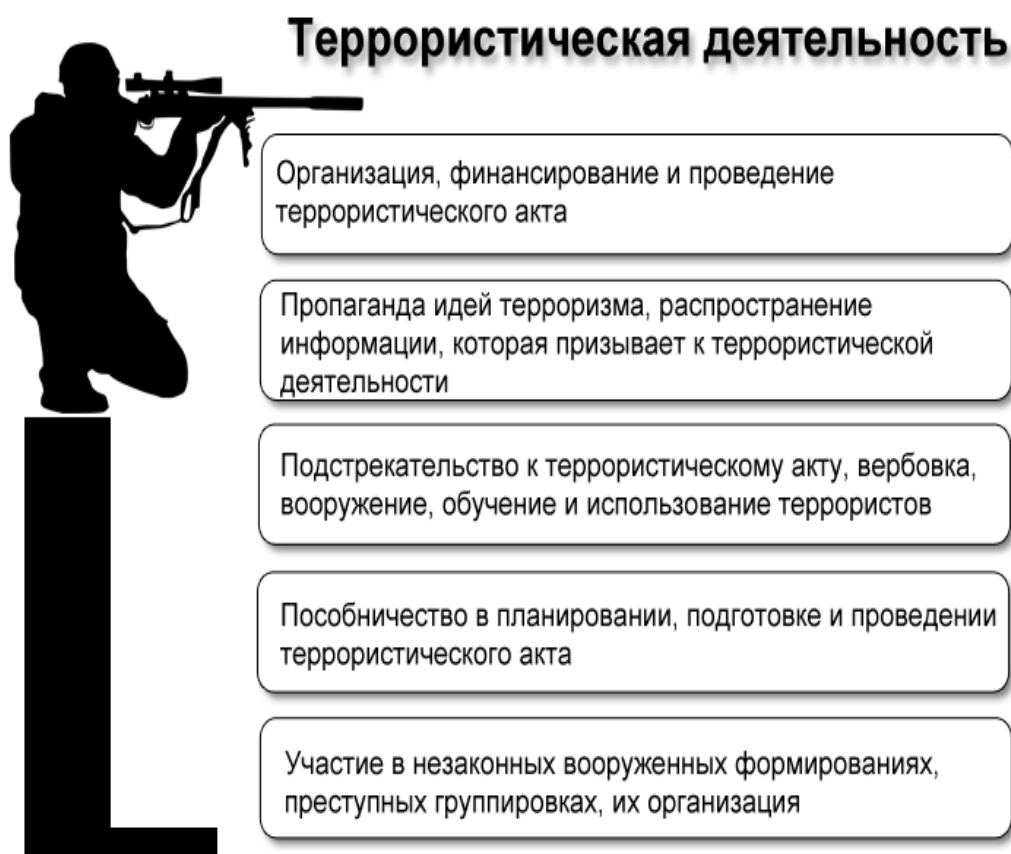 Террористическая деятельность
Организация, финансирование и проведение
террористического акта
Пропаганда идей терроризма, распространение
информации, которая призывает к террористической
деятельности
Подстрекательство к террористическому акту, вербовка,
вооружение, обучение и использование террористов
Пособничество в планировании, подготовке и проведении
террористического акта
Участие в незаконных вооруженных формированиях,
преступных группировках, их организация